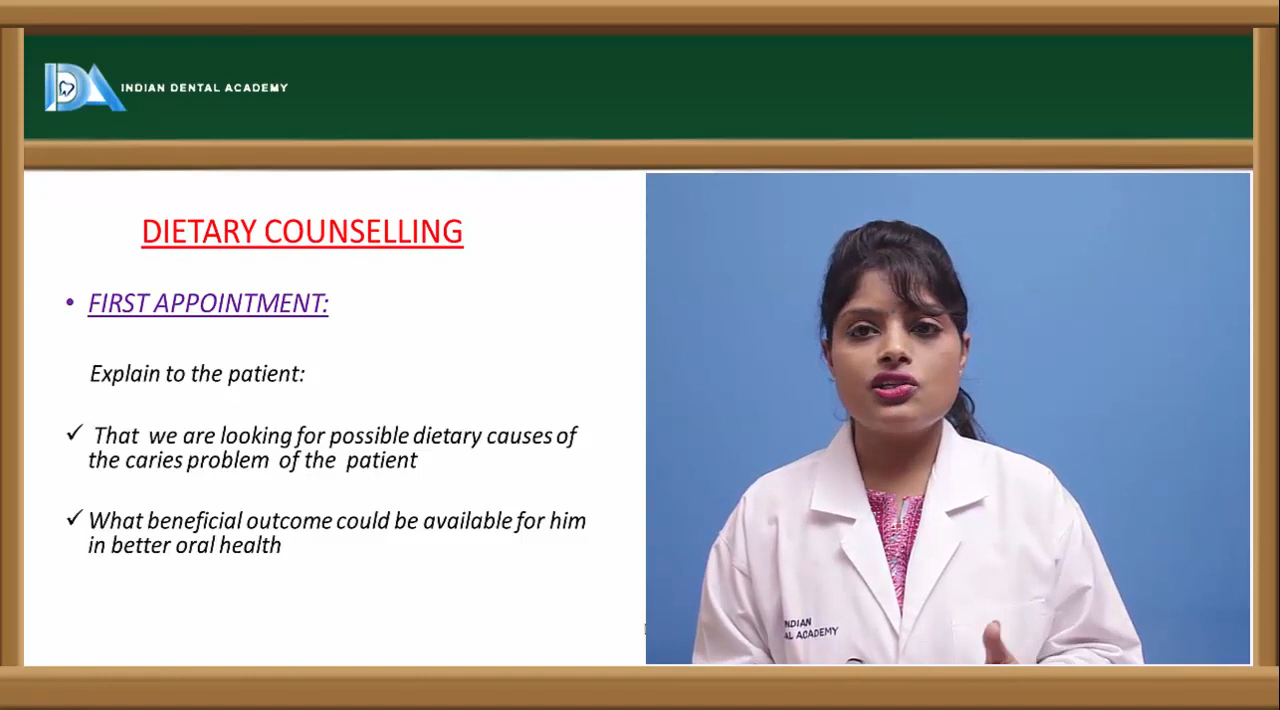 INDIAN DENTAL ACADEMY
DIETARY COUNSELLING
• FIRST APPOINTMENT:
Explain to the patient:
✓ That we are looking for possible dietary causes of
the caries problem of the patient
✓ What beneficial outcome could be available for him
in better oral health
NDIAN
AL ACADEMY